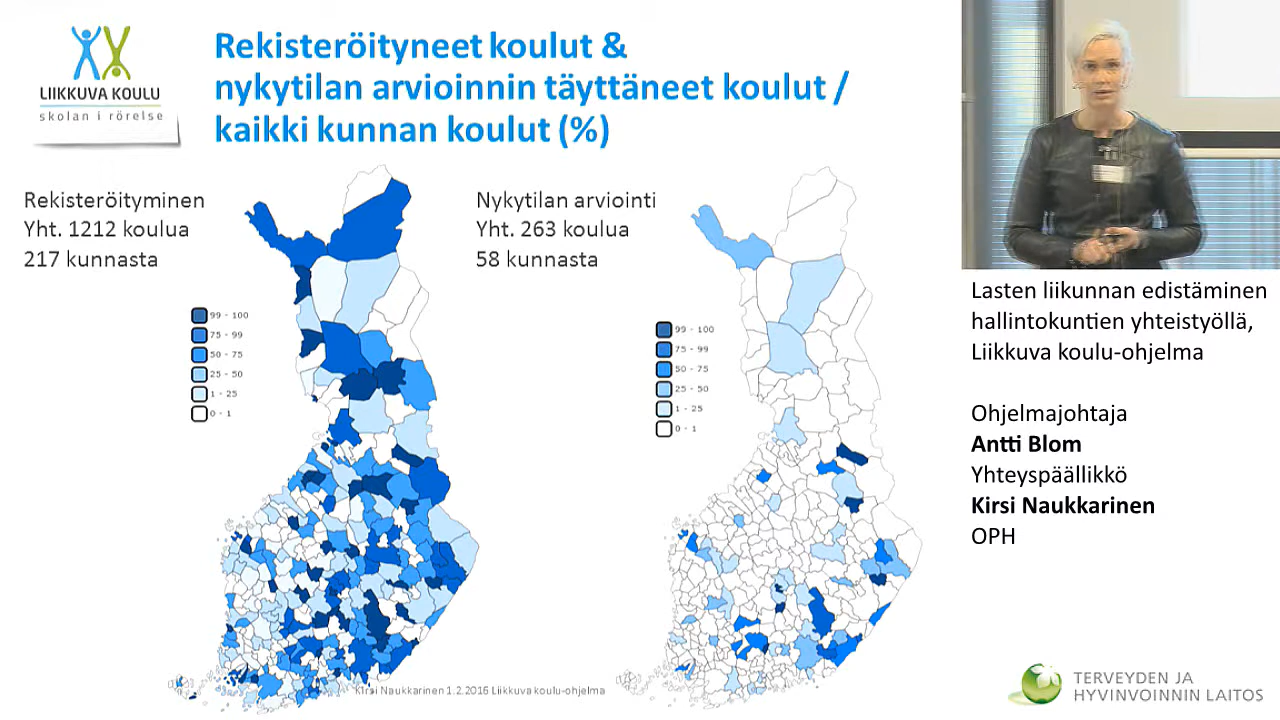 LIIKKUVA KOULU
skolan i rörelse
Rekisteröityneet koulut &
nykytilan arvioinnin täyttäneet koulut /
kaikki kunnan koulut (%)
Rekisteröityminen
Yht. 1212 koulua
217 kunnasta
99 - 100
75 - 99
50 - 75
25 - 50
1 - 25
0 - 1
Nykytilan arviointi
Yht. 263 koulua
58 kunnasta
99 - 100
75 - 99
50 - 75
25 - 50
1 - 25
0 - 1
Kirsi Naukkarinen 1.2.2016 Liikkuva koulu-ohjelma
Lasten liikunnan edistäminen
hallintokuntien yhteistyöllä,
Liikkuva koulu-ohjelma
Ohjelmajohtaja
Antti Blom
Yhteyspäällikkö
Kirsi Naukkarinen
OPH
TERVEYDEN JA
HYVINVOINNIN LAITOS